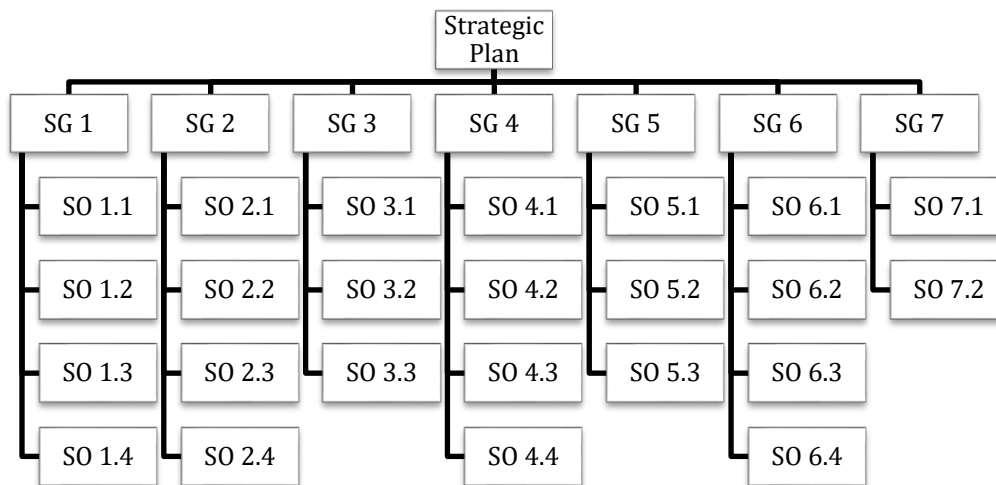 Strategic
Plan
SG 1
SG 2
SG 3
SG 4
SG 5
SG 6
SG 7
SO 1.1
SO 2.1
SO 3.1
SO 4.1
SO 5.1
SO 6.1
SO 7.1
SO 1.2
SO 2.2
SO 3.2
SO 4.2
SO 5.2
SO 6.2
SO 7.2
SO 1.3
SO 2.3
SO 3.3
SO 4.3
SO 5.3
SO 6.3
SO 1.4
SO 2.4
SO 4.4
SO 6.4